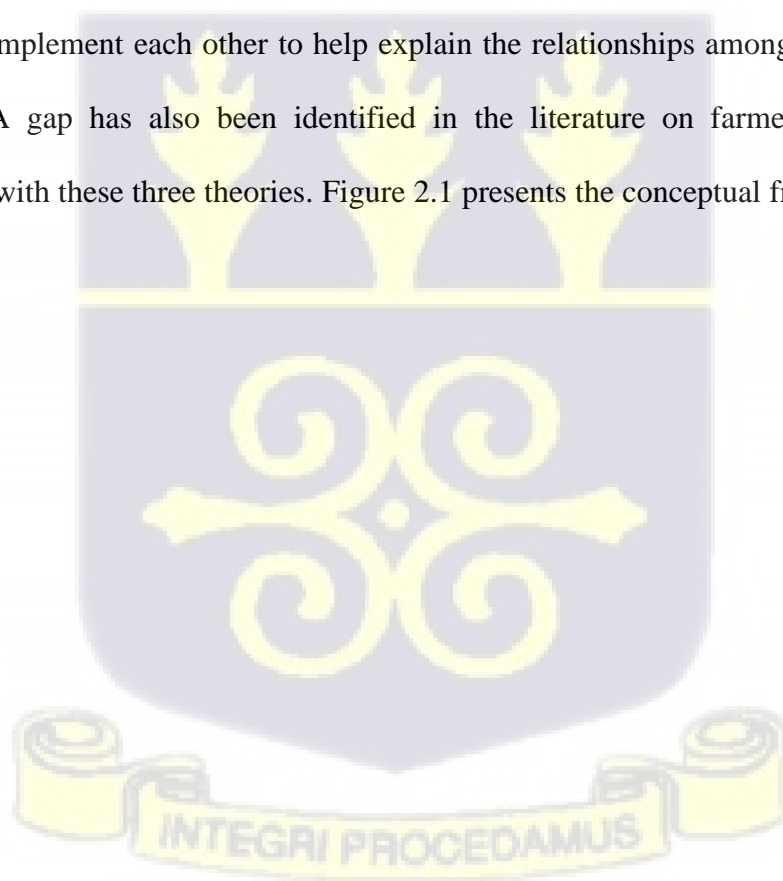 mplement each other to help explain the relationships among
A gap has also been identified in the literature on farme
with these three theories. Figure 2.1 presents the conceptual f
INTEGRI PROCEDAMUS